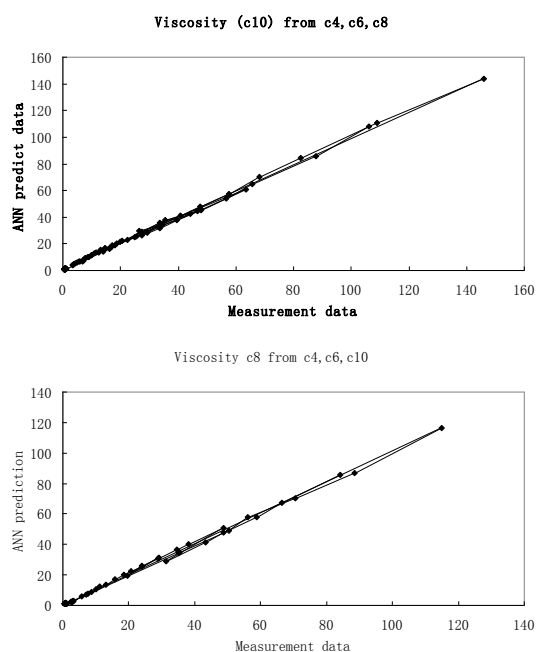 Viscosity (c10) from c4,c6,c8
160
140
120
100
80
60
40
20
0
ANN predict data
0 20 40 60 80 100 120 140 160
Measurement data
Viscosity c8 from c4,c6,c10
140
120
100
80
60
40
20
0
ANN prediction
0 20 40 60 80 100 120 140
Measurement data